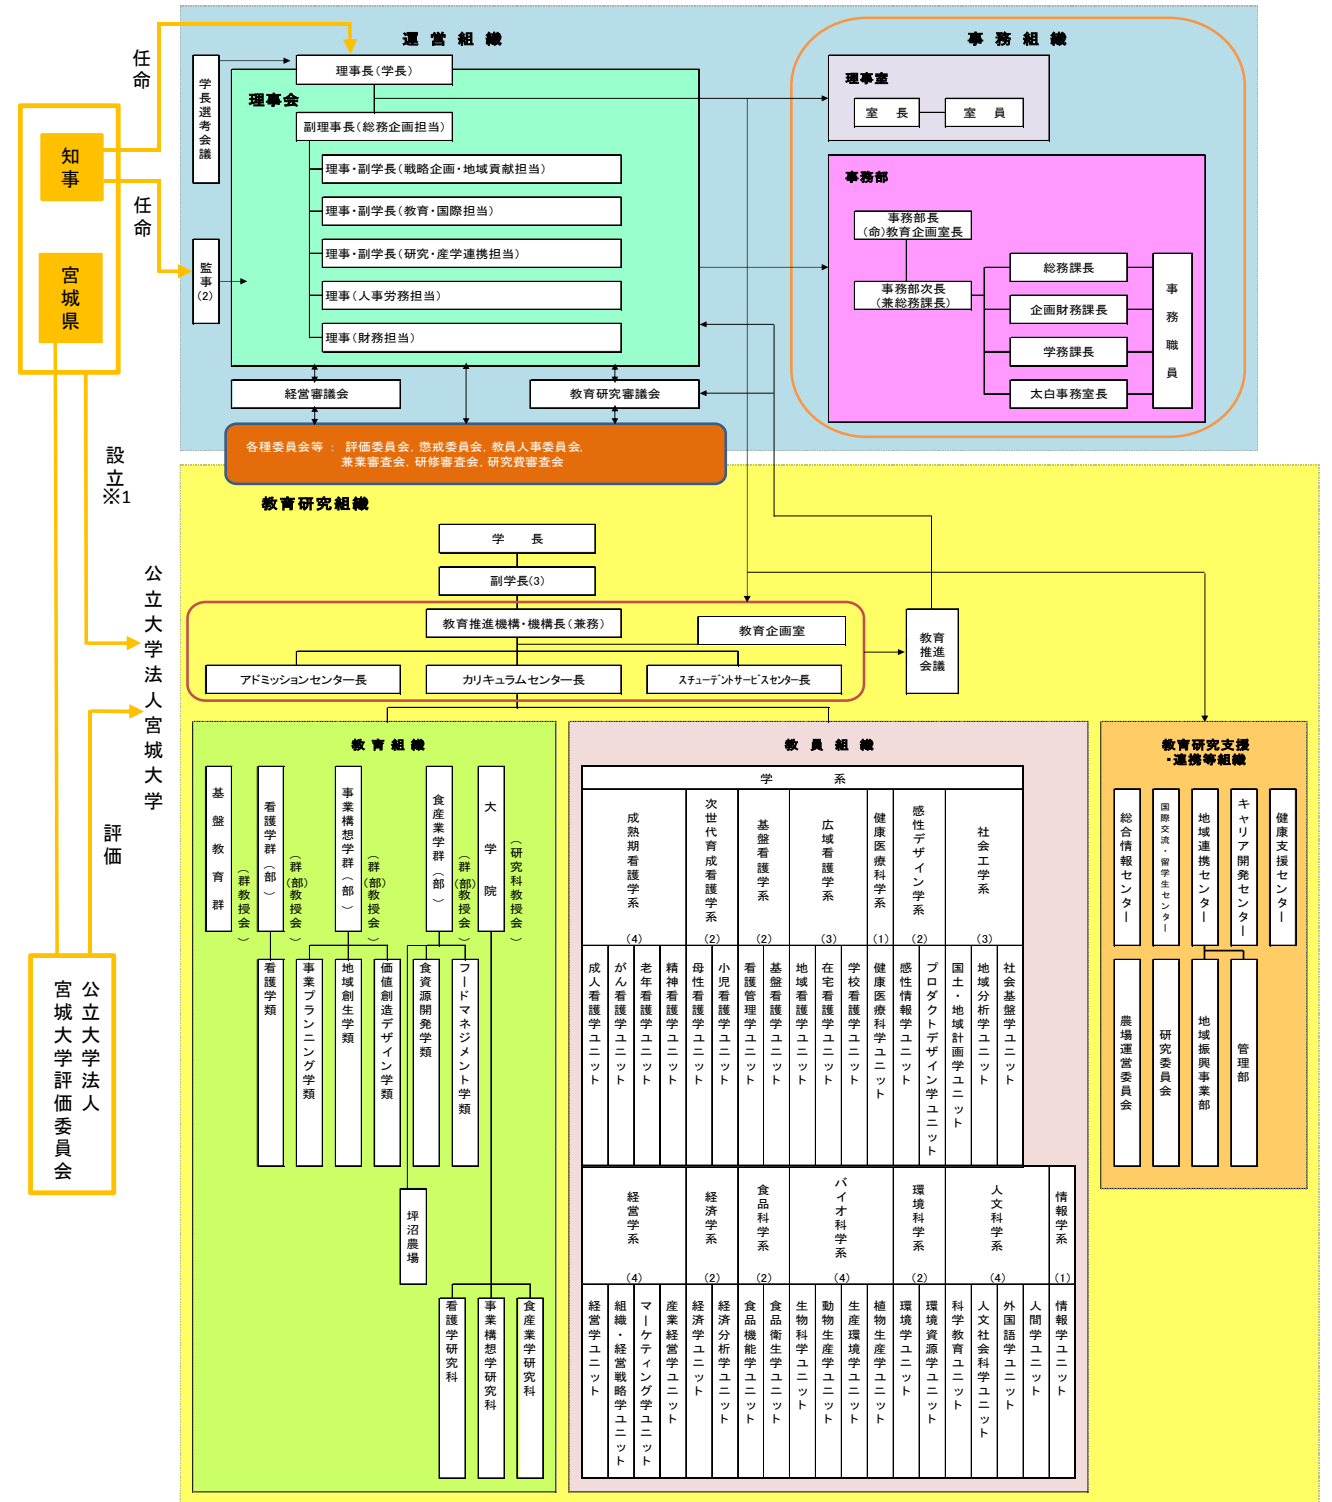 運営組織
事務組織
任命
学長選考会議
理事長(学長)
理事会
副理事長(総務企画担当)
理事・副学長(戦略企画・地域貢献担当)
理事・副学長(教育・国際担当)
理事・副学長(研究・産学連携担当)
理事(人事労務担当)
理事(財務担当)
理事室
室　長
室　員
事務部
事務部長
(命)教育企画室長
事務部次長
(兼総務課長)
総務課長
企画財務課長
学務課長
太白事務室長
事務職員
知事
任命
宮城県
監事
(2)
経営審議会
教育研究審議会
各種委員会等 : 評価委員会, 懲戒委員会, 教員人事委員会,
兼業審査会, 研修審査会, 研究費審査会
設立
※1
公立大学法人宮城大学
評価
公立大学法人
宮城大学評価委員会
教育研究組織
学　長
副学長(3)
教育推進機構・機構長(兼務)
教育企画室
アドミッションセンター長
カリキュラムセンター長
スチューデントサービスセンター長
教育
推進
会議
教育組織
基盤教育群
(群教授会)
看護学群(部)
(群(部)教授会)
事業構想学群(部)
(群(部)教授会)
食産業学群(部)
(群(部)教授会)
大学院
(研究科教授会)
看護学類
事業プランニング学類
地域創生学類
価値創造デザイン学類
食資源開発学類
フードマネジメント学類
坪沼農場
看護学研究科
事業構想学研究科
食産業学研究科
教員組織
学　系
成熟期看護学系
(4)
次世代育成看護学系
(2)
基盤看護学系
(2)
広域看護学系
(3)
健康医療科学系
(1)
感性デザイン学系
(2)
社会工学系
(3)
成人看護学ユニット
がん看護学ユニット
老年看護学ユニット
精神看護学ユニット
母性看護学ユニット
小児看護学ユニット
看護管理学ユニット
基盤看護学ユニット
地域看護学ユニット
在宅看護学ユニット
学校看護学ユニット
健康医療科学ユニット
感性情報学ユニット
プロダクトデザイン学ユニット
国土・地域計画学ユニット
地域分析学ユニット
社会基盤学ユニット
経営学系
(4)
経済学系
(2)
食品科学系
(2)
バイオ科学系
(4)
環境科学系
(2)
人文科学系
(4)
情報学系
(1)
経営学ユニット
組織・経営戦略学ユニット
マーケティング学ユニット
産業経営学ユニット
経済学ユニット
経済分析学ユニット
食品機能学ユニット
食品衛生学ユニット
生物科学ユニット
動物生産学ユニット
生産環境学ユニット
植物生産学ユニット
環境学ユニット
環境資源学ユニット
科学教育ユニット
人文社会科学ユニット
外国語学ユニット
人間学ユニット
情報学ユニット
教育研究支援
・連携等組織
総合情報センター
国際交流・留学生センター
地域連携センター
キャリア開発センター
健康支援センター
農場運営委員会
研究委員会
地域振興事業部
管理部